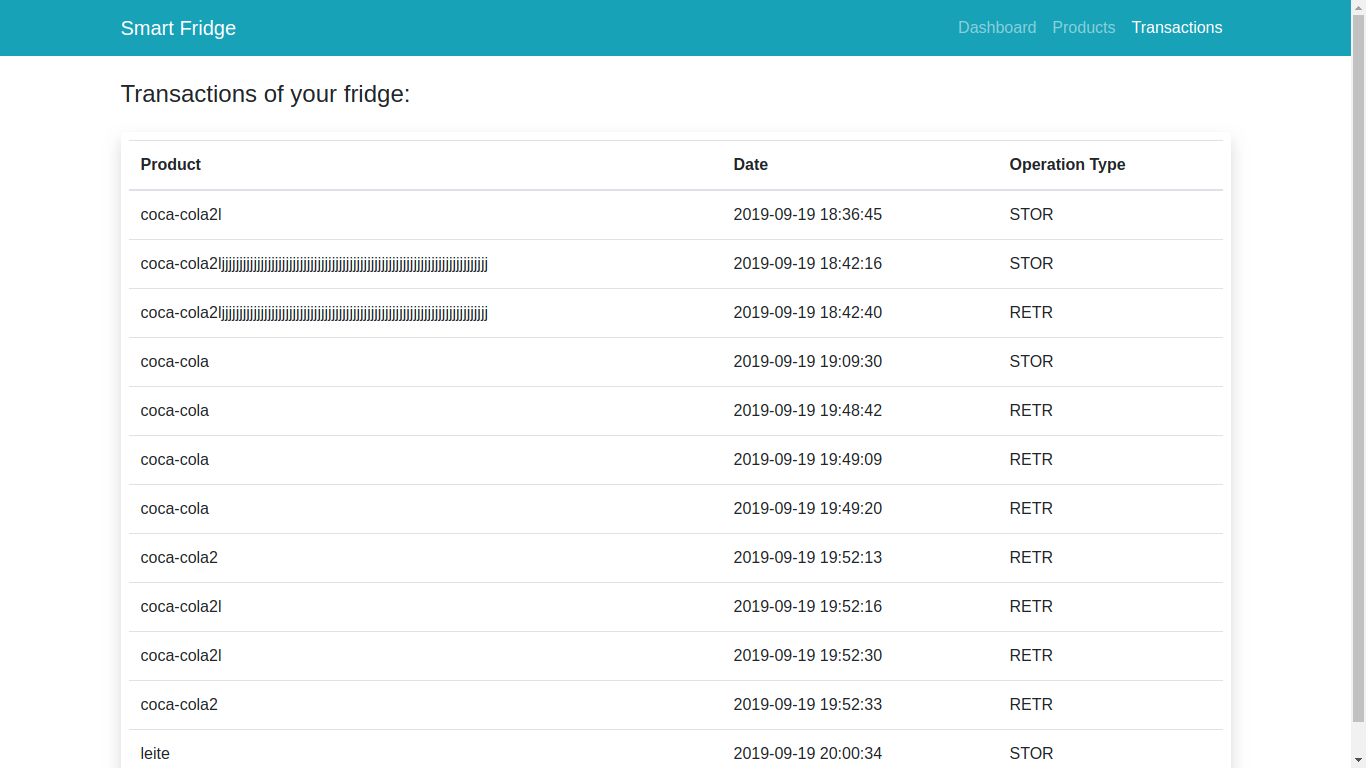 Smart Fridge Dashboard Products Transactions
Transactions of your fridge:
Product Date Operation Type
coca-cola2l 2019-09-19 18:36:45 STOR
coca-cola2ljjjjjjjjjjjjjjjjjjjjjjjjjjjjjjjjjjjjjjjjjjjjjjjjjjjjjjjjjjjjjjjjjjjjjjjjjjj 2019-09-19 18:42:16 STOR
coca-cola2ljjjjjjjjjjjjjjjjjjjjjjjjjjjjjjjjjjjjjjjjjjjjjjjjjjjjjjjjjjjjjjjjjjjjjjjjjjj 2019-09-19 18:42:40 RETR
coca-cola 2019-09-19 19:09:30 STOR
coca-cola 2019-09-19 19:48:42 RETR
coca-cola 2019-09-19 19:49:09 RETR
coca-cola 2019-09-19 19:49:20 RETR
coca-cola2 2019-09-19 19:52:13 RETR
coca-cola2l 2019-09-19 19:52:16 RETR
coca-cola2l 2019-09-19 19:52:30 RETR
coca-cola2 2019-09-19 19:52:33 RETR
leite 2019-09-19 20:00:34 STOR